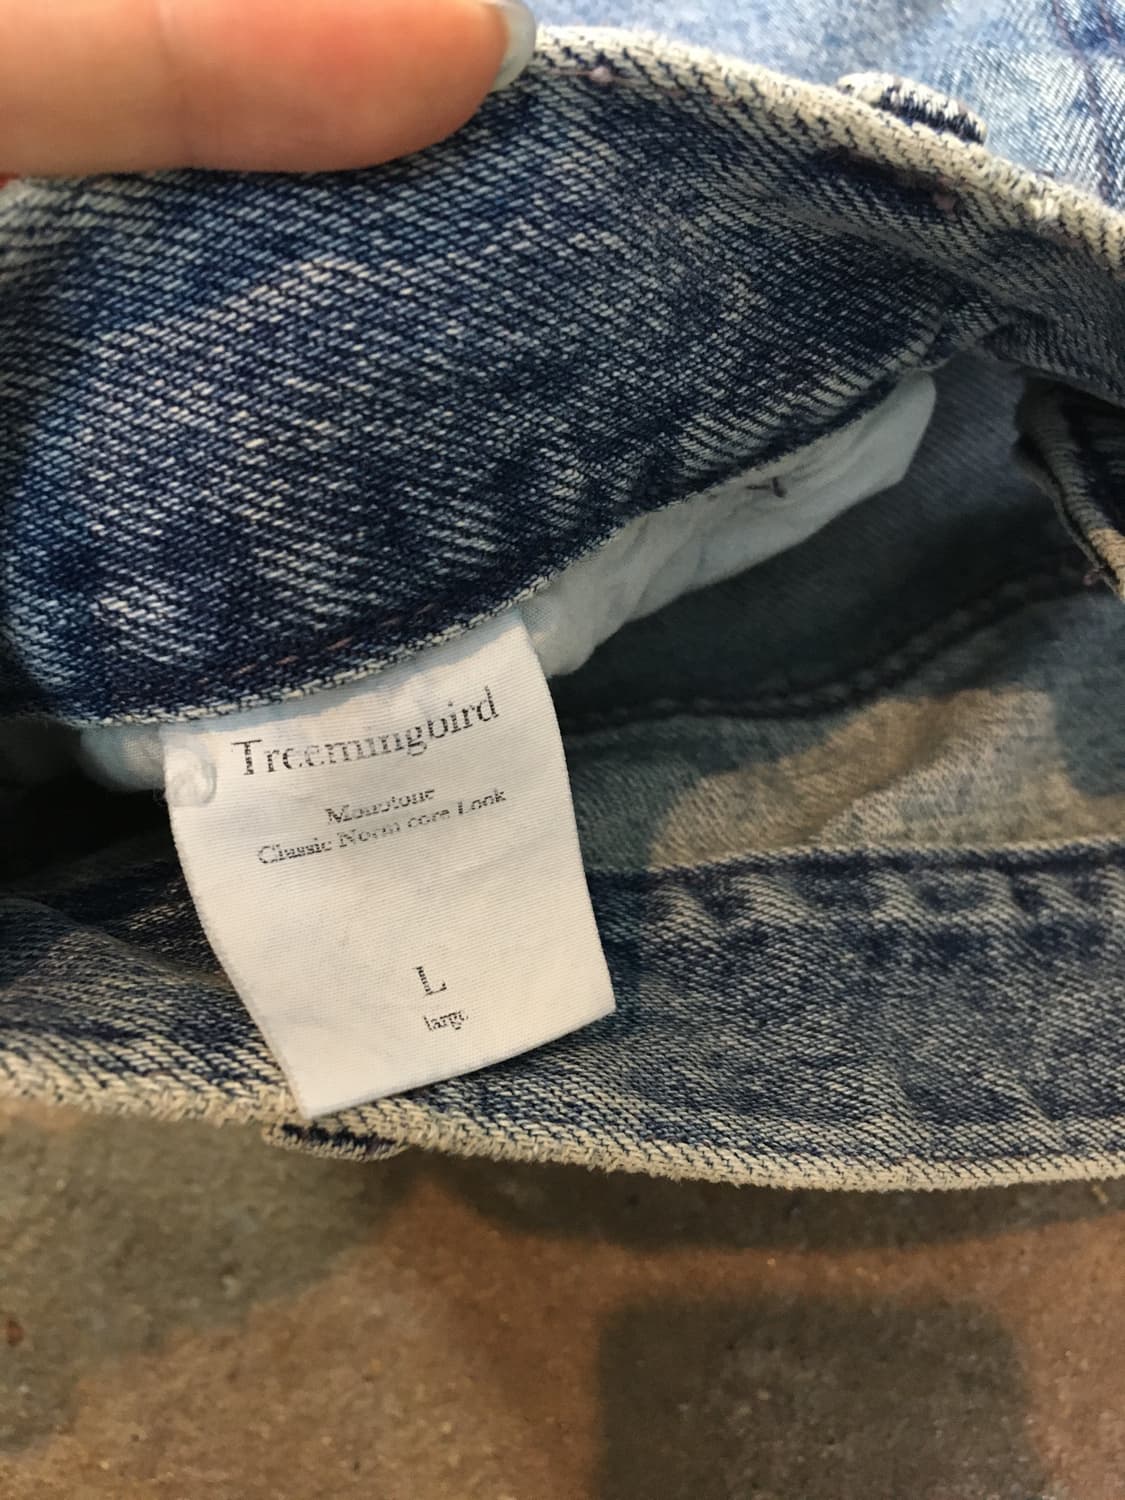 Treemingbird
Monotone
Classic Norm core Look
L
large